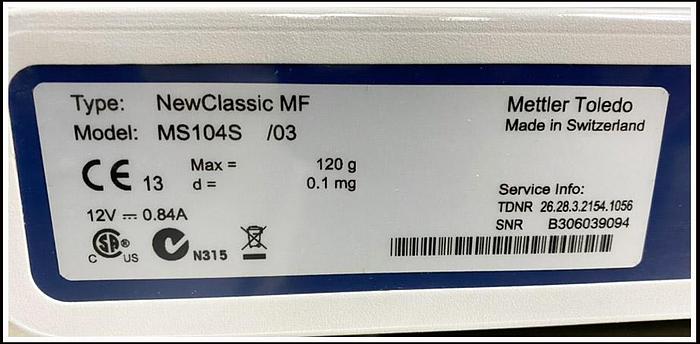 Type: NewClassic MF
Model: MS104S /03
Mettler Toledo
Made in Switzerland
CE 13
Max = 120 g
d = 0.1 mg
12V ⎓ 0.84A
Service Info:
TDNR 26.28.3.2154.1056
SNR B306039094
C SA® US
N315